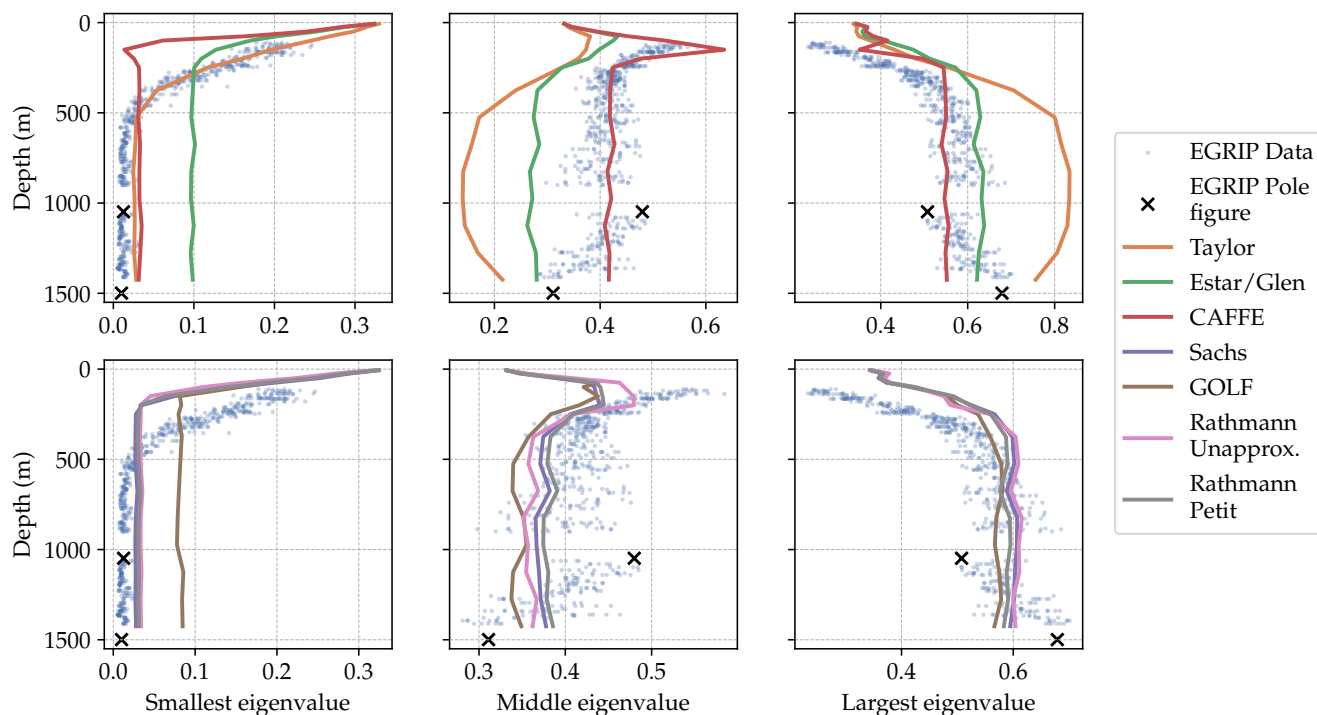 0
500
1000
1500
Depth (m)
0.0
0.1
0.2
0.3
0.2
0.4
0.6
0.4
0.6
0.8
0
500
1000
1500
Depth (m)
0.0
0.1
0.2
0.3
Smallest eigenvalue
0.3
0.4
0.5
Middle eigenvalue
0.4
0.6
Largest eigenvalue
EGRIP Data
EGRIP Pole
figure
Taylor
Estar/Glen
CAFFE
Sachs
GOLF
Rathmann
Unapprox.
Rathmann
Petit